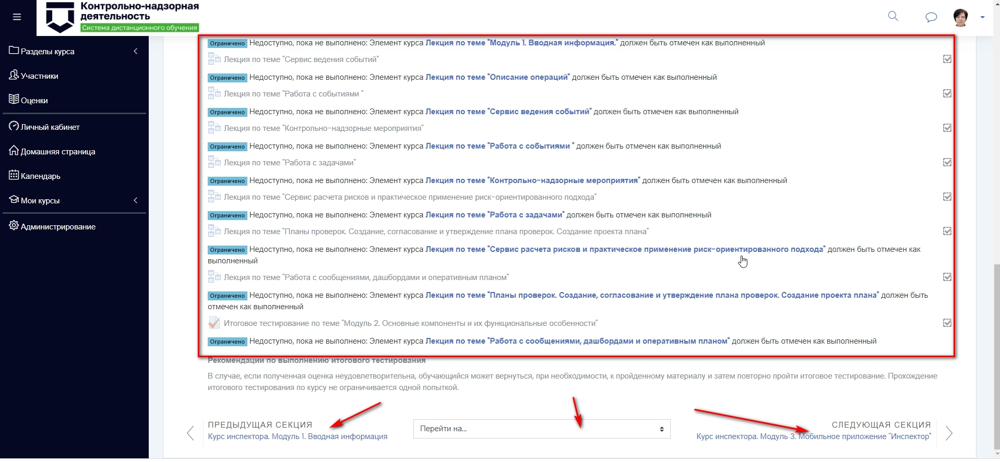 Контрольно-надзорная
деятельность
Система дистанционного обучения
Разделы курса
Участники
Оценки
Личный кабинет
Домашняя страница
Календарь
Мои курсы
Администрирование
Ограничено Недоступно, пока не выполнено: Элемент курса Лекция по теме "Модуль 1. Вводная информация." должен быть отмечен как выполненный
Лекция по теме "Сервис ведения событий"
Ограничено Недоступно, пока не выполнено: Элемент курса Лекция по теме "Описание операций" должен быть отмечен как выполненный
Лекция по теме "Работа с событиями "
Ограничено Недоступно, пока не выполнено: Элемент курса Лекция по теме "Сервис ведения событий" должен быть отмечен как выполненный
Лекция по теме "Контрольно-надзорные мероприятия"
Ограничено Недоступно, пока не выполнено: Элемент курса Лекция по теме "Работа с событиями " должен быть отмечен как выполненный
Лекция по теме "Работа с задачами"
Ограничено Недоступно, пока не выполнено: Элемент курса Лекция по теме "Контрольно-надзорные мероприятия" должен быть отмечен как выполненный
Лекция по теме "Сервис расчета рисков и практическое применение риск-ориентированного подхода"
Ограничено Недоступно, пока не выполнено: Элемент курса Лекция по теме "Работа с задачами" должен быть отмечен как выполненный
Лекция по теме "Планы проверок. Создание, согласование и утверждение плана проверок. Создание проекта плана"
Ограничено Недоступно, пока не выполнено: Элемент курса Лекция по теме "Сервис расчета рисков и практическое применение риск-ориентированного подхода" должен быть отмечен как
выполненный
Лекция по теме "Работа с сообщениями, дашбордами и оперативным планом"
Ограничено Недоступно, пока не выполнено: Элемент курса Лекция по теме "Планы проверок. Создание, согласование и утверждение плана проверок. Создание проекта плана" должен быть
отмечен как выполненный
Итоговое тестирование по теме "Модуль 2. Основные компоненты и их функциональные особенности"
Ограничено Недоступно, пока не выполнено: Элемент курса Лекция по теме "Работа с сообщениями, дашбордами и оперативным планом" должен быть отмечен как выполненный
Рекомендации по выполнению итогового тестирования
В случае, если полученная оценка неудовлетворительна, обучающийся может вернуться, при необходимости, к пройденному материалу и затем повторно пройти итоговое тестирование. Прохождение
итогового тестирования по курсу не ограничивается одной попыткой.
ПРЕДЫДУЩАЯ СЕКЦИЯ
Курс инспектора. Модуль 1. Вводная информация
Перейти на...
СЛЕДУЮЩАЯ СЕКЦИЯ
Курс инспектора. Модуль 3. Мобильное приложение "Инспектор"